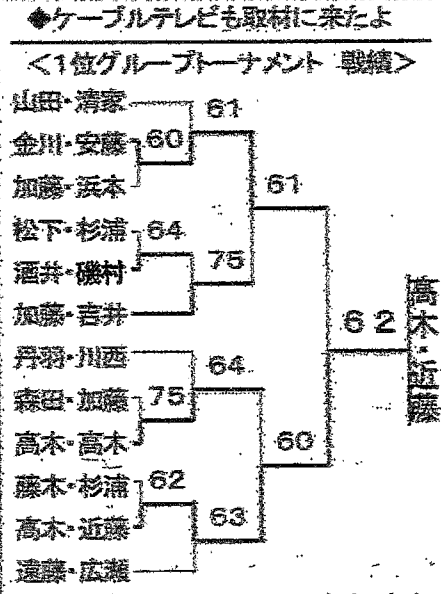 ◆ケーブルテレビも取材に来たよ
＜1位グループトーナメント 戦績＞
山田・清家
61
金川・安藤
60
加藤・浜本
61
松下・杉浦
64
酒井・磯村
75
加藤・吉井
62
高木・近藤
丹羽・川西
64
森田・加藤
75
高木・高木
60
藤木・杉浦
62
高木・近藤
63
遠藤・広瀬